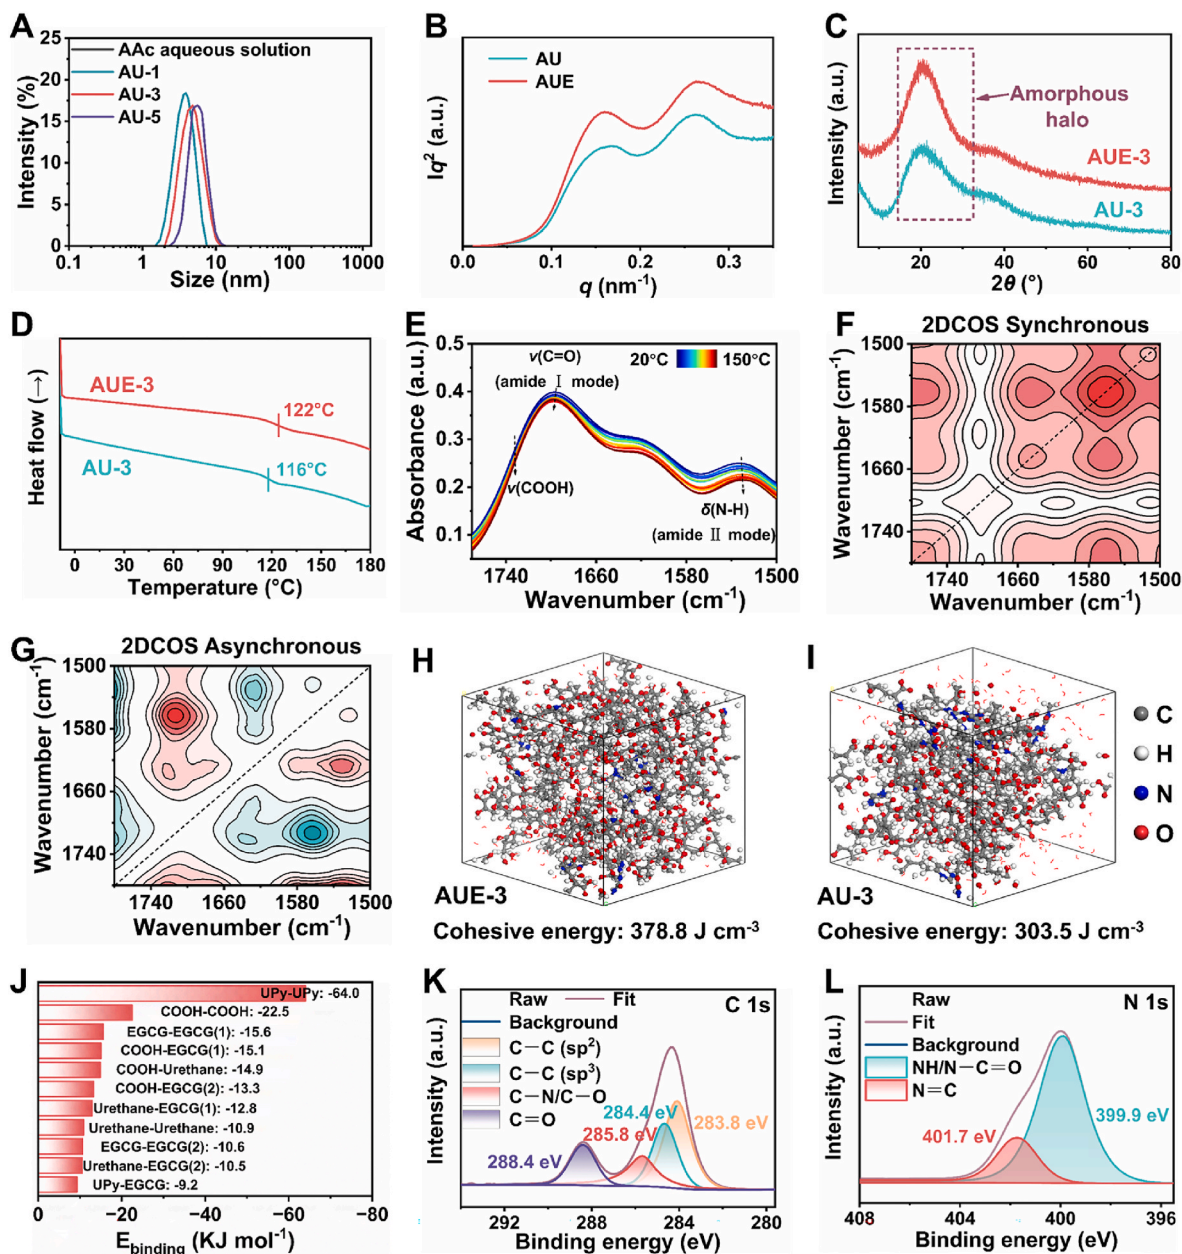 A
25
20
15
10
5
0
Intensity (%)
AAc aqueous solution
AU-1
AU-3
AU-5
0.1 1 10 100 1000
Size (nm)
B
Iq² (a.u.)
AU
AUE
0.0 0.1 0.2 0.3
q (nm⁻¹)
C
Intensity (a.u.)
Amorphous
halo
AUE-3
AU-3
20 40 60 80
2θ (°)
D
Heat flow (→)
AUE-3
122°C
AU-3
116°C
0 30 60 90 120 150 180
Temperature (°C)
E
0.5
0.4
0.3
0.2
0.1
Absorbance (a.u.)
ν(C=O)
(amide Ⅰ mode)
20°C 150°C
ν(COOH)
δ(N-H)
(amide Ⅱ mode)
1740 1660 1580 1500
Wavenumber (cm⁻¹)
F
2DCOS Synchronous
1500
1580
1660
1740
Wavenumber (cm⁻¹)
1740 1660 1580 1500
Wavenumber (cm⁻¹)
G
2DCOS Asynchronous
1500
1580
1660
1740
Wavenumber (cm⁻¹)
1740 1660 1580 1500
Wavenumber (cm⁻¹)
H
AUE-3
Cohesive energy: 378.8 J cm⁻³
I
AU-3
Cohesive energy: 303.5 J cm⁻³
C
H
N
O
J
UPy-UPy: -64.0
COOH-COOH: -22.5
EGCG-EGCG(1): -15.6
COOH-EGCG(1): -15.1
COOH-Urethane: -14.9
COOH-EGCG(2): -13.3
Urethane-EGCG(1): -12.8
Urethane-Urethane: -10.9
EGCG-EGCG(2): -10.6
Urethane-EGCG(2): -10.5
UPy-EGCG: -9.2
0 −20 −40 −60 −80
E binding (KJ mol⁻¹)
K
C 1s
Raw Fit
Background
C−C (sp²)
C−C (sp³)
C−N/C−O
C=O
Intensity (a.u.)
284.4 eV
283.8 eV
285.8 eV
288.4 eV
292 288 284 280
Binding energy (eV)
L
N 1s
Raw
Fit
Background
NH/N−C=O
N=C
Intensity (a.u.)
399.9 eV
401.7 eV
408 404 400 396
Binding energy (eV)